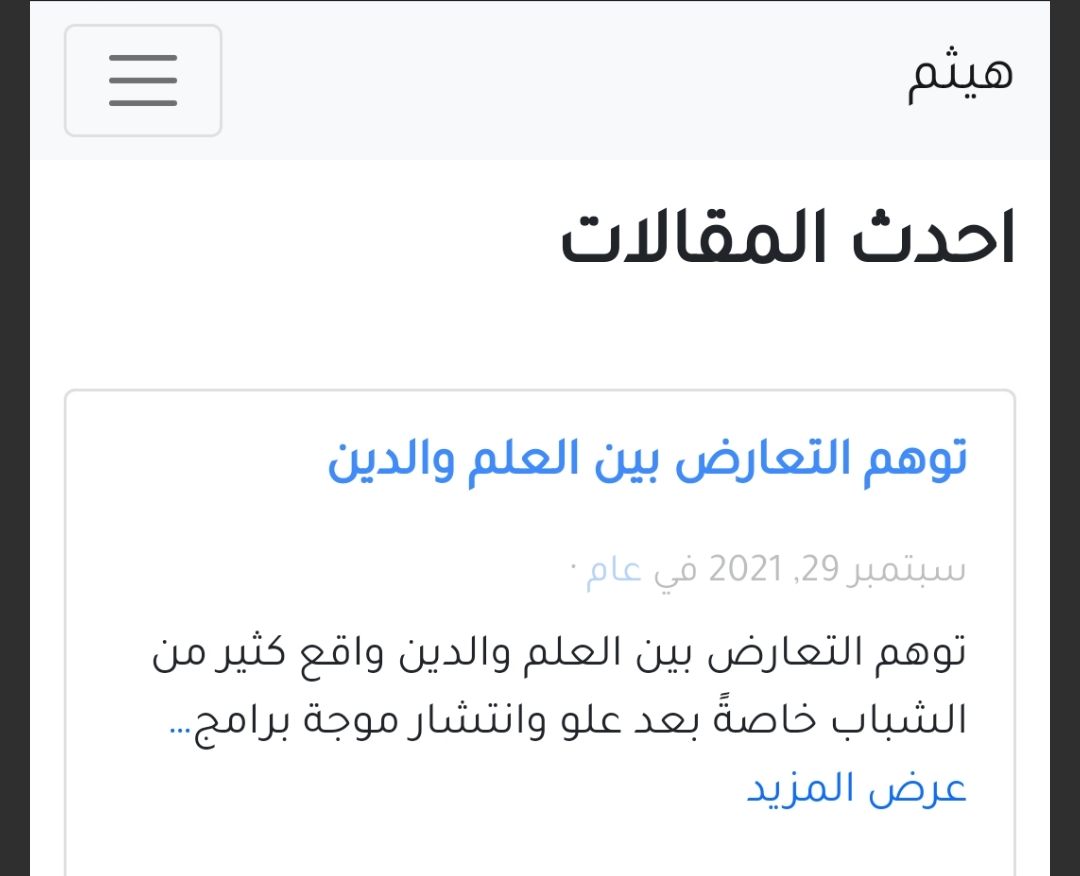 هيثم
احدث المقالات
توهم التعارض بين العلم والدين
سبتمبر 29, 2021 في عام ·
توهم التعارض بين العلم والدين واقع كثير من
الشباب خاصةً بعد علو وانتشار موجة برامج...
عرض المزيد